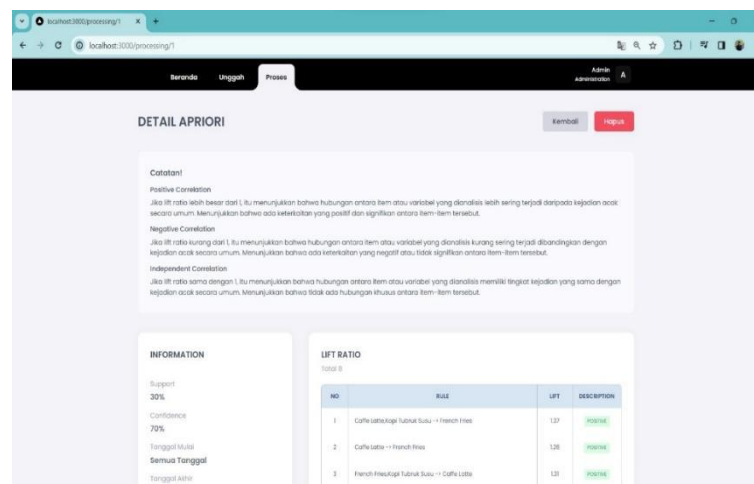 localhost:3000/processing/1
localhost:3000/processing/1
Beranda Unggah Proses
Admin
Administration
A
DETAIL APRIORI
Kembali Hapus
Catatan!
Positive Correlation
Jika lift ratio lebih besar dari 1, itu menunjukkan bahwa hubungan antara item atau variabel yang dianalisis lebih sering terjadi daripada kejadian acak
secara umum. Menunjukkan bahwa ada keterkaitan yang positif dan signifikan antara item-item tersebut.
Negative Correlation
Jika lift ratio kurang dari 1, itu menunjukkan bahwa hubungan antara item atau variabel yang dianalisis kurang sering terjadi dibandingkan dengan
kejadian acak secara umum. Menunjukkan bahwa ada keterkaitan yang negatif atau tidak signifikan antara item-item tersebut.
Independent Correlation
Jika lift ratio sama dengan 1, itu menunjukkan bahwa hubungan antara item atau variabel yang dianalisis memiliki tingkat kejadian yang sama dengan
kejadian acak secara umum. Menunjukkan bahwa tidak ada hubungan khusus antara item-item tersebut.
INFORMATION
Support
30%
Confidence
70%
Tanggal Mulai
Semua Tanggal
Tanggal Akhir
LIFT RATIO
Total 8
NO RULE LIFT DESCRIPTION
1 Caffe Latte,Kopi Tubruk Susu -> French Fries 1.37 POSITIVE
2 Caffe Latte -> French Fries POSITIVE
3 French Fries,Kopi Tubruk Susu -> Caffe Latte 1.31 POSITIVE